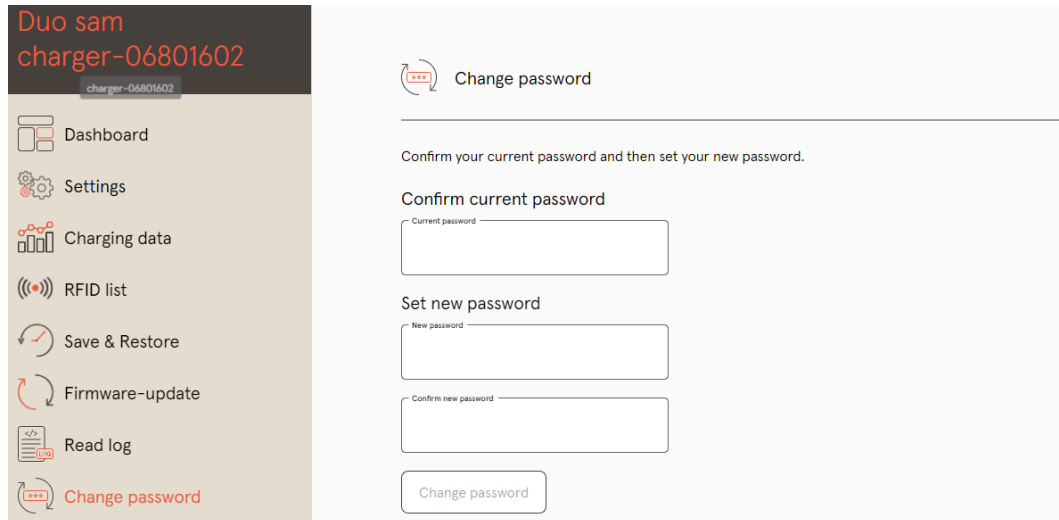 Duo sam
charger-06801602
charger-06801602
Dashboard
Settings
Charging data
RFID list
Save & Restore
Firmware-update
</>
LOG
Read log
***
Change password
***
Change password
Confirm your current password and then set your new password.
Confirm current password
Current password
Set new password
New password
Confirm new password
Change password